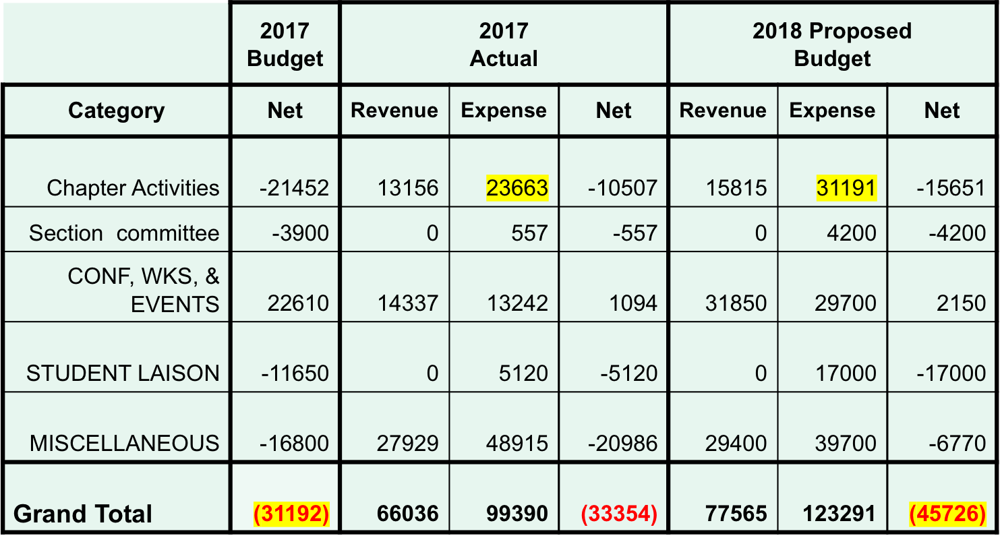 2017 Budget 2017 Actual 2018 Proposed Budget
Category Net Revenue Expense Net Revenue Expense Net
Chapter Activities -21452 13156 23663 -10507 15815 31191 -15651
Section committee -3900 0 557 -557 0 4200 -4200
CONF, WKS, &
EVENTS 22610 14337 13242 1094 31850 29700 2150
STUDENT LAISON -11650 0 5120 -5120 0 17000 -17000
MISCELLANEOUS -16800 27929 48915 -20986 29400 39700 -6770
Grand Total (31192) 66036 99390 (33354) 77565 123291 (45726)